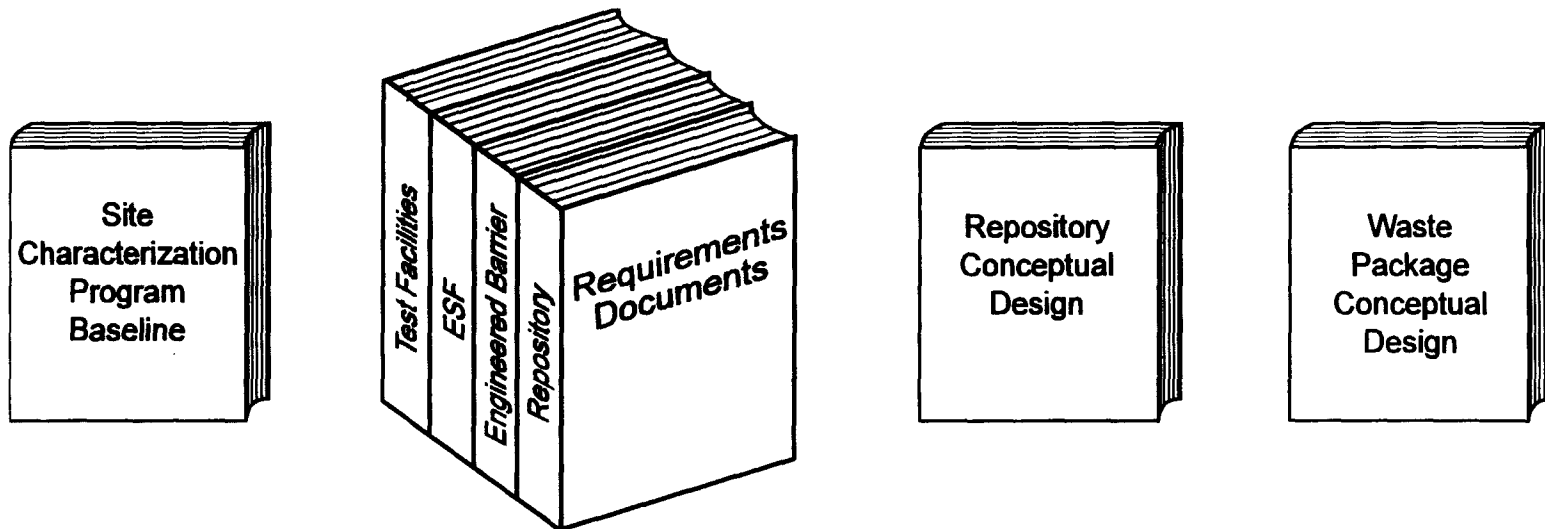 Site
Characterization
Program
Baseline
Test Facilities
ESF
Engineered Barrier
Repository
Requirements
Documents
Repository
Conceptual
Design
Waste
Package
Conceptual
Design